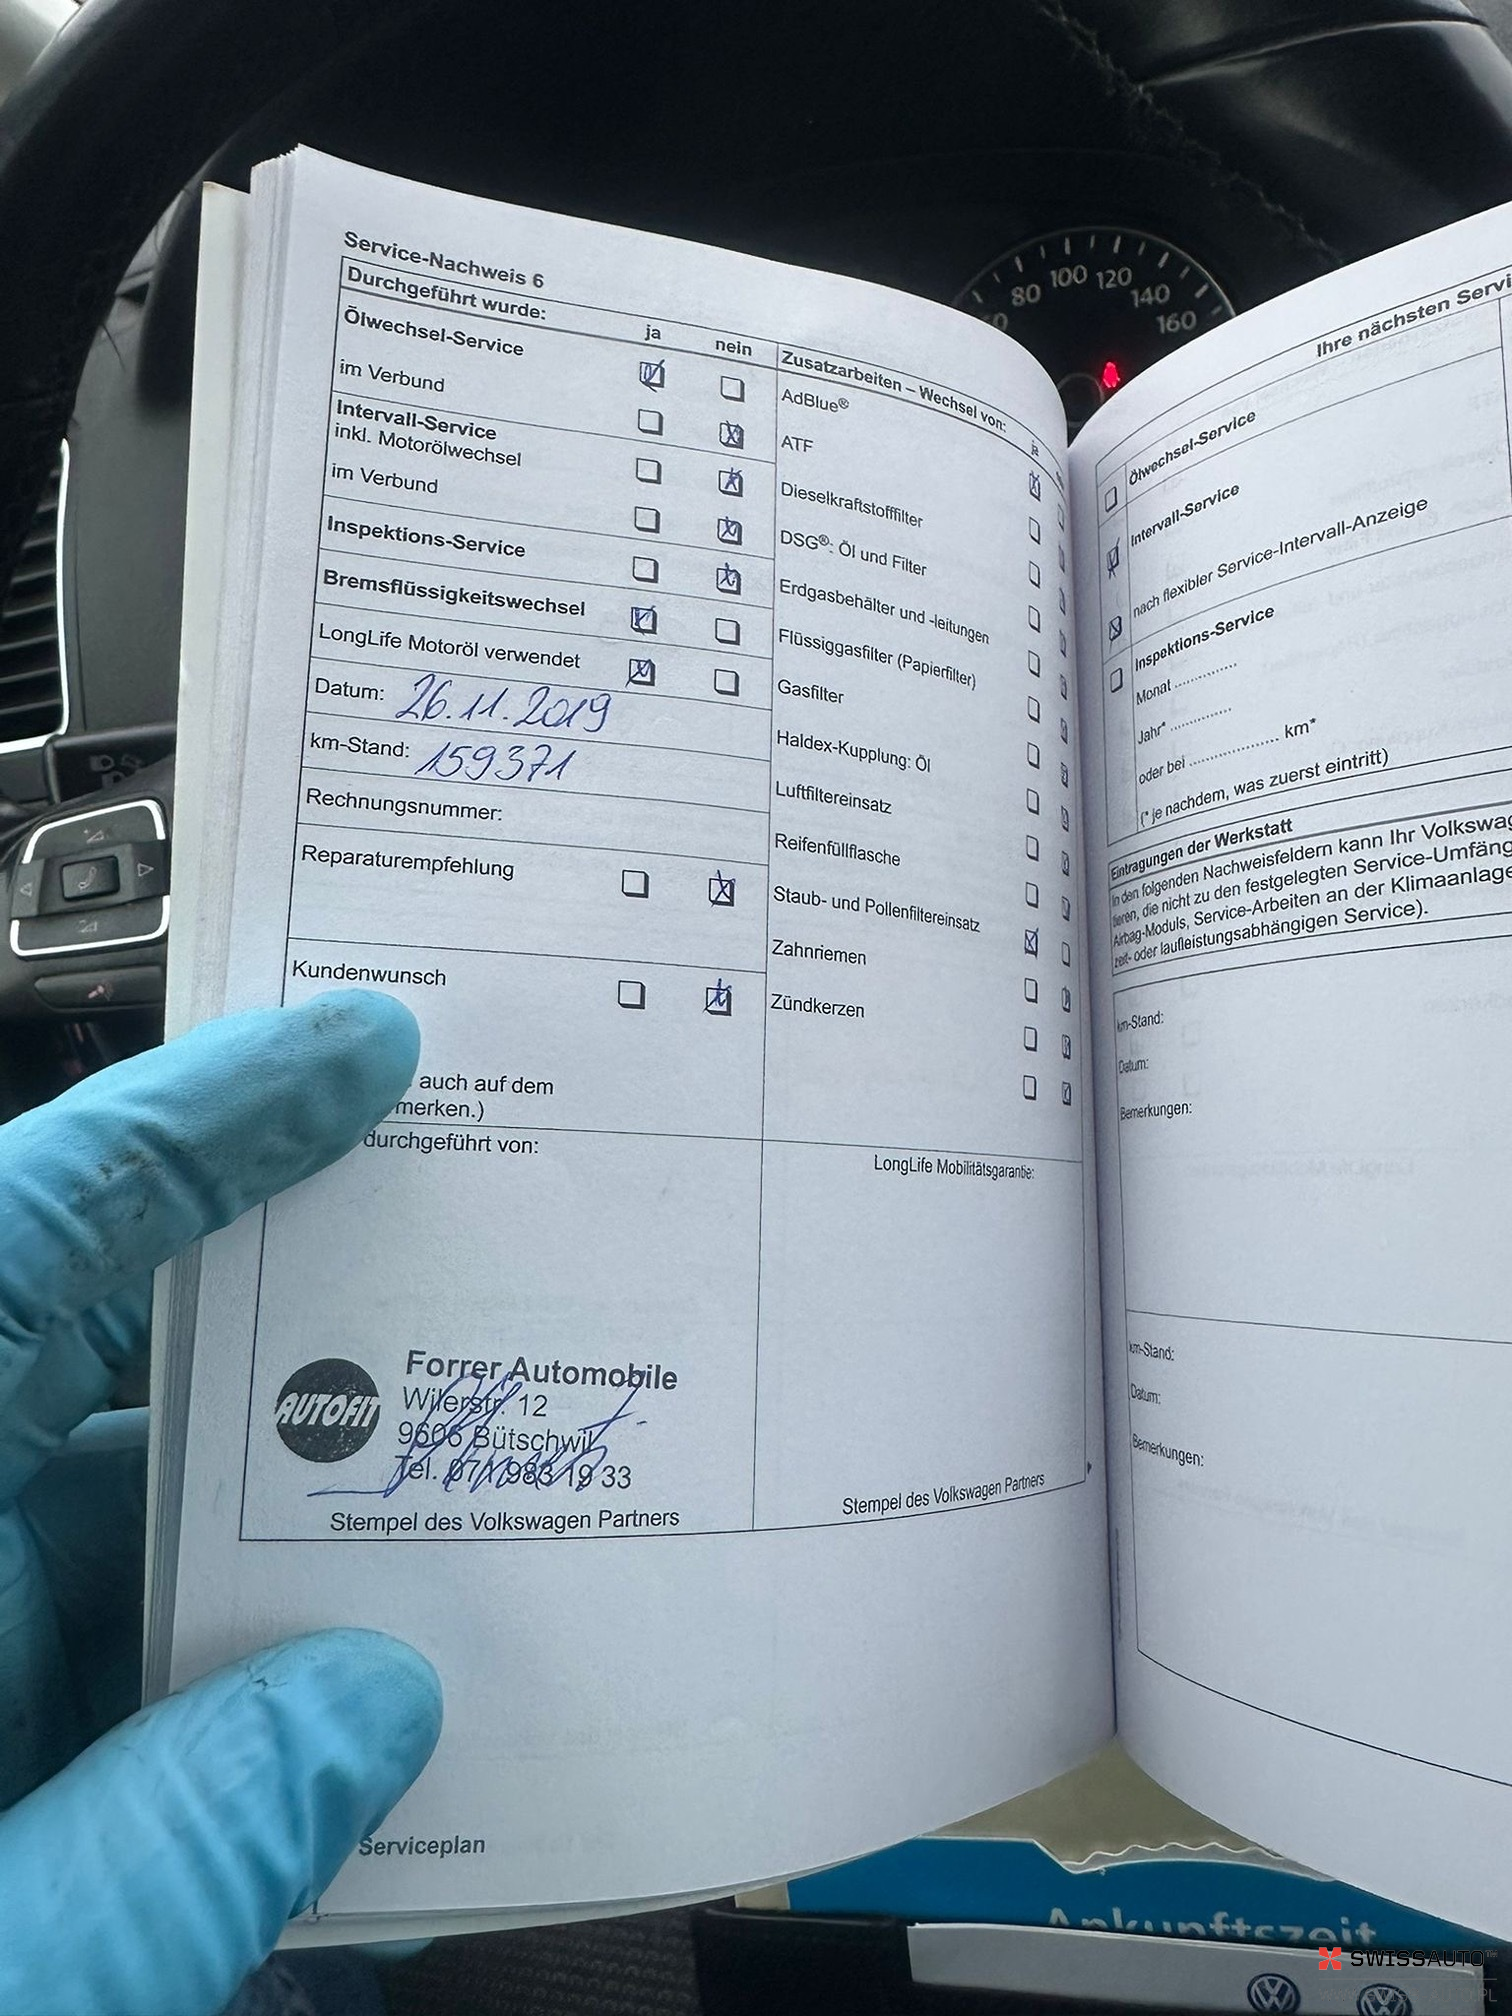 Service-Nachweis 6
Durchgeführt wurde:
ja
nein
Ölwechsel-Service
im Verbund
Intervall-Service
inkl. Motorölwechsel
im Verbund
Inspektions-Service
Bremsflüssigkeitswechsel
LongLife Motoröl verwendet
Datum: 26.11.2019
km-Stand: 159371
Rechnungsnummer:
Reparaturempfehlung
Kundenwunsch
auch auf dem
merken.)
durchgeführt von:
AUTOFIT
Forrer Automobile
Wilerstr. 12
9606 Bütschwil
Tel. 071 983 19 33
Stempel des Volkswagen Partners
Zusatzarbeiten – Wechsel von:
ja
AdBlue®
ATF
Dieselkraftstofffilter
DSG®: Öl und Filter
Erdgasbehälter und -leitungen
Flüssiggasfilter (Papierfilter)
Gasfilter
Haldex-Kupplung: Öl
Luftfiltereinsatz
Reifenfüllflasche
Staub- und Pollenfiltereinsatz
Zahnriemen
Zündkerzen
LongLife Mobilitätsgarantie:
Stempel des Volkswagen Partners
Serviceplan
Ihre nächsten Servi
Ölwechsel-Service
Intervall-Service
nach flexibler Service-Intervall-Anzeige
Inspektions-Service
Monat ..............
Jahr* .............
oder bei .................... km*
(* je nachdem, was zuerst eintritt)
Eintragungen der Werkstatt
In den folgenden Nachweisfeldern kann Ihr Volkswag
tieren, die nicht zu den festgelegten Service-Umfäng
Airbag-Moduls, Service-Arbeiten an der Klimaanlage
zeit- oder laufleistungsabhängigen Service).
km-Stand:
Datum:
Bemerkungen:
km-Stand:
Datum:
Bemerkungen:
80 100 120 140 160
Ankunftszeit
SWISSAUTO